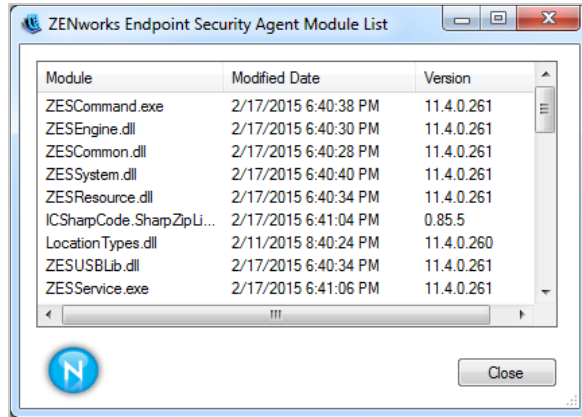 ZENworks Endpoint Security Agent Module List
Module Modified Date Version
ZESCommand.exe 2/17/2015 6:40:38 PM 11.4.0.261
ZESEngine.dll 2/17/2015 6:40:30 PM 11.4.0.261
ZESCommon.dll 2/17/2015 6:40:28 PM 11.4.0.261
ZESSystem.dll 2/17/2015 6:40:40 PM 11.4.0.261
ZESResource.dll 2/17/2015 6:40:34 PM 11.4.0.261
ICSharpCode.SharpZipLi... 2/17/2015 6:41:04 PM 0.85.5
LocationTypes.dll 2/11/2015 8:40:24 PM 11.4.0.260
ZESUSBLib.dll 2/17/2015 6:40:34 PM 11.4.0.261
ZESService.exe 2/17/2015 6:41:06 PM 11.4.0.261
N
Close